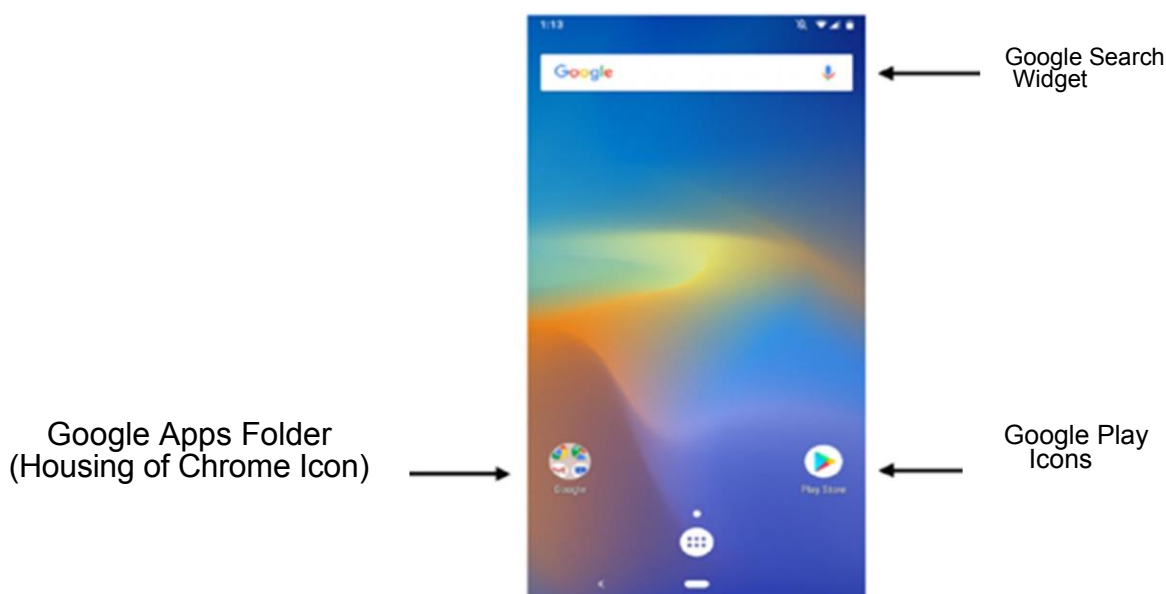 1:13
Google
Google Search
Widget
Google Apps Folder
(Housing of Chrome Icon)
Google Play
Icons
Google
Play Store